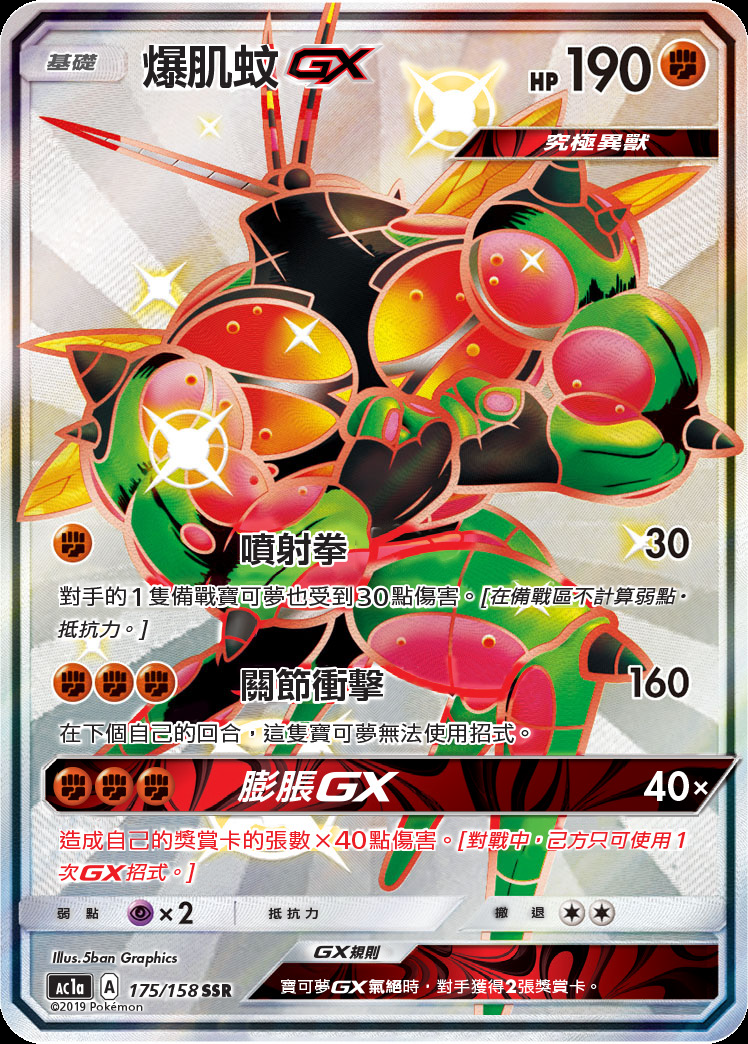 基礎 爆肌蚊GX HP 190
究極異獸
噴射拳 30
對手的1隻備戰寶可夢也受到30點傷害。[在備戰區不計算弱點・
抵抗力。]
關節衝擊 160
在下個自己的回合，這隻寶可夢無法使用招式。
膨脹GX 40×
造成自己的獎賞卡的張數×40點傷害。[對戰中，己方只可使用1
次GX招式。]
弱點 ×2 抵抗力 撤退
Illus.5ban Graphics
GX規則
AC1a A 175/158 SSR
寶可夢GX氣絕時，對手獲得2張獎賞卡。
©2019 Pokémon